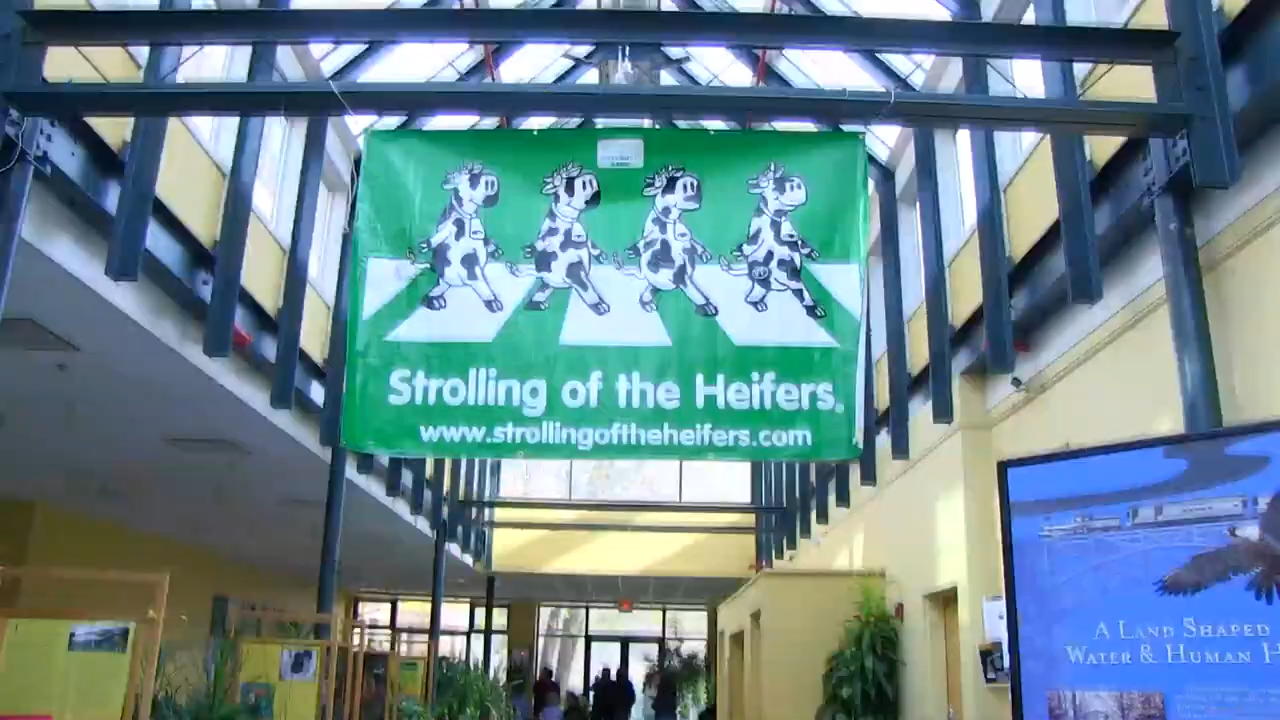 Strolling of the Heifers.
www.strollingoftheheifers.com
A LAND SHAPED
WATER & HUMAN H